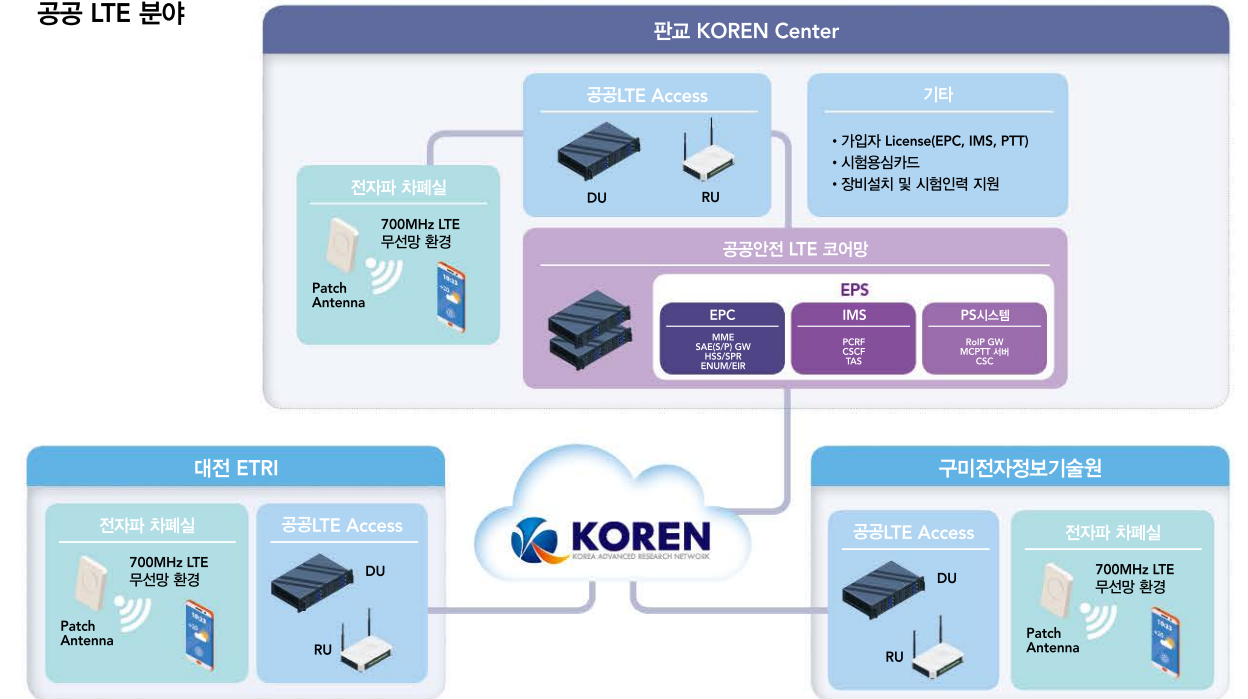 공공 LTE 분야
판교 KOREN Center
공공LTE Access
DU
RU
기타
• 가입자 License(EPC, IMS, PTT)
• 시험용심카드
• 장비설치 및 시험인력 지원
전자파 차폐실
700MHz LTE
무선망 환경
Patch
Antenna
공공안전 LTE 코어망
EPS
EPC
MME
SAE(S/P) GW
HSS/SPR
ENUM/EIR
IMS
PCRF
CSCF
TAS
PS시스템
RoIP GW
MCPTT 서버
CSC
대전 ETRI
전자파 차폐실
700MHz LTE
무선망 환경
Patch
Antenna
공공LTE Access
DU
RU
KOREN
KOREA ADVANCED RESEARCH NETWORK
구미전자정보기술원
공공LTE Access
DU
RU
전자파 차폐실
700MHz LTE
무선망 환경
Patch
Antenna